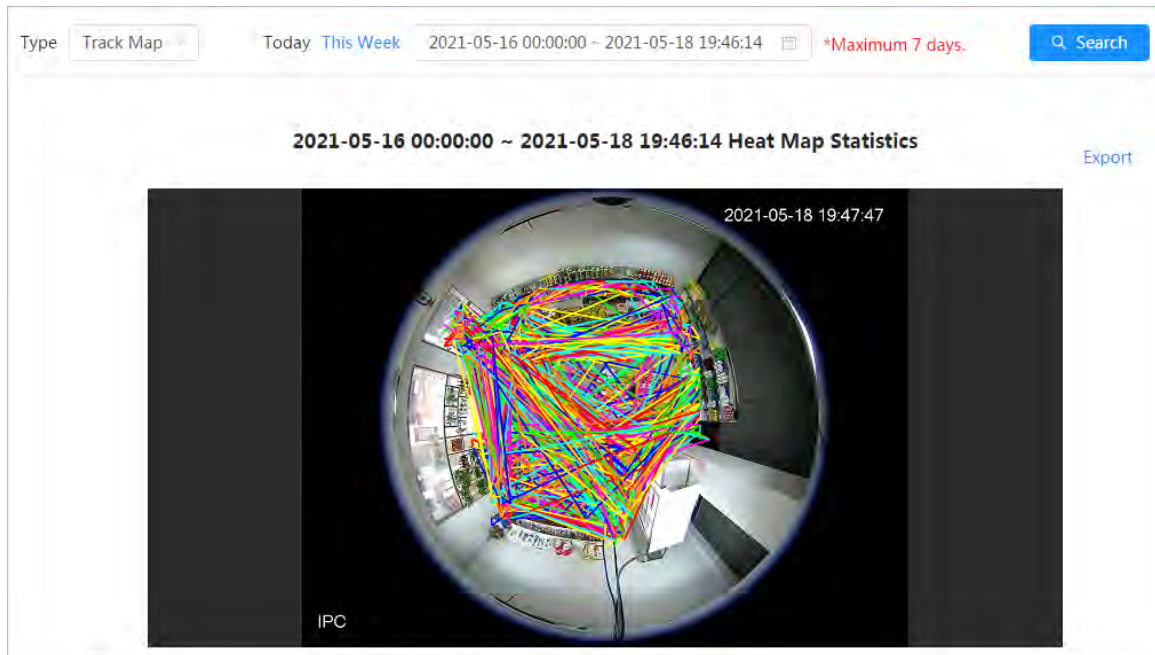 Type Track Map Today This Week 2021-05-16 00:00:00 ~ 2021-05-18 19:46:14 *Maximum 7 days. Search
2021-05-16 00:00:00 ~ 2021-05-18 19:46:14 Heat Map Statistics
Export
2021-05-18 19:47:47
IPC